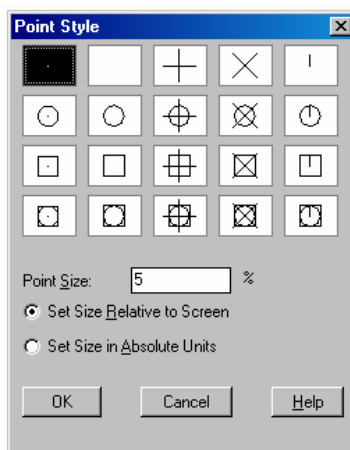 Point Style
Point Size: 5 %
Set Size Relative to Screen
Set Size in Absolute Units
OK Cancel Help